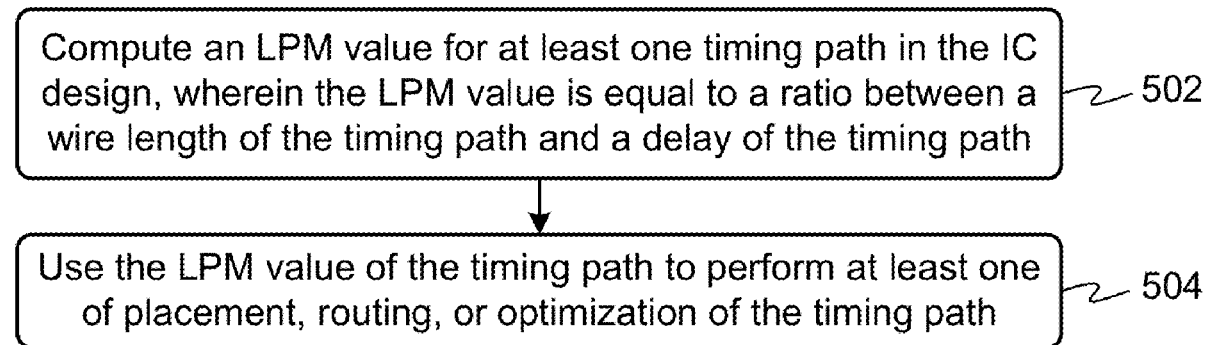 Compute an LPM value for at least one timing path in the IC
design, wherein the LPM value is equal to a ratio between a
wire length of the timing path and a delay of the timing path
502
Use the LPM value of the timing path to perform at least one
of placement, routing, or optimization of the timing path
504